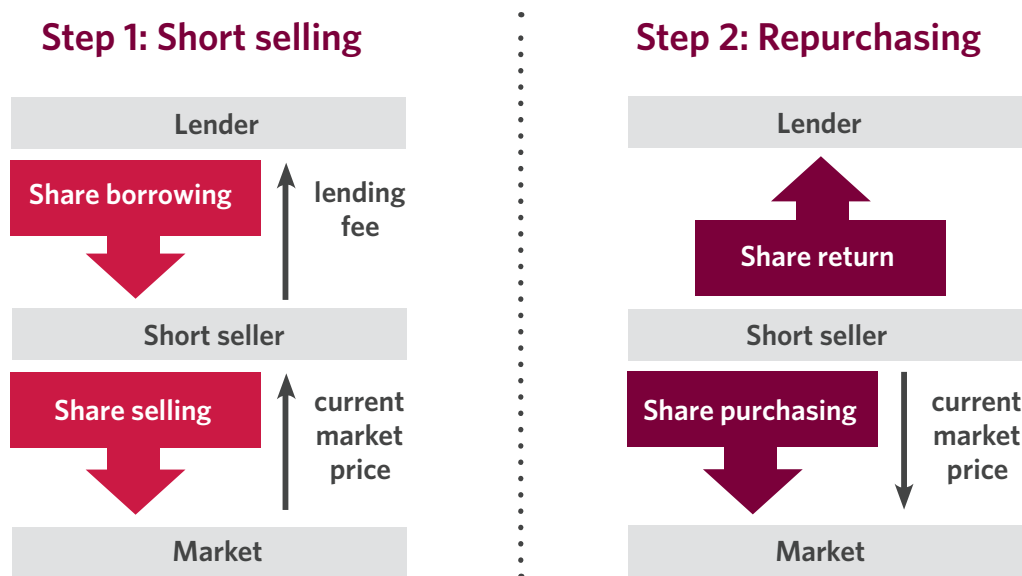 Step 1: Short selling
Lender
Share borrowing
lending
fee
Short seller
Share selling
current
market
price
Market
Step 2: Repurchasing
Lender
Share return
Short seller
Share purchasing
current
market
price
Market